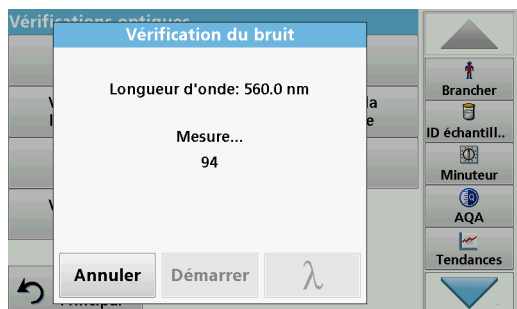 Vérifications optiques
Vérification du bruit
Longueur d'onde: 560.0 nm
Mesure...
94
Annuler
Démarrer
λ
Principal
Brancher
ID échantill..
Minuteur
AQA
Tendances